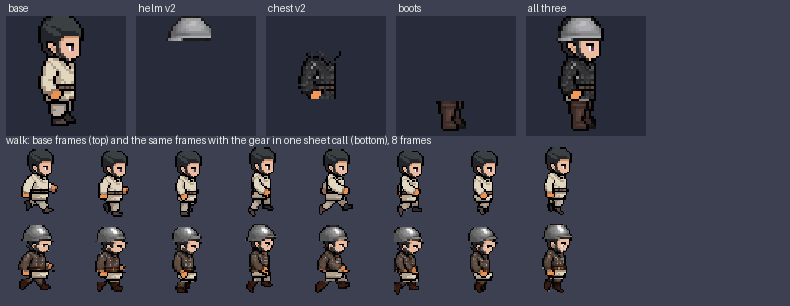 base helm v2 chest v2 boots all three
walk: base frames (top) and the same frames with the gear in one sheet call (bottom), 8 frames